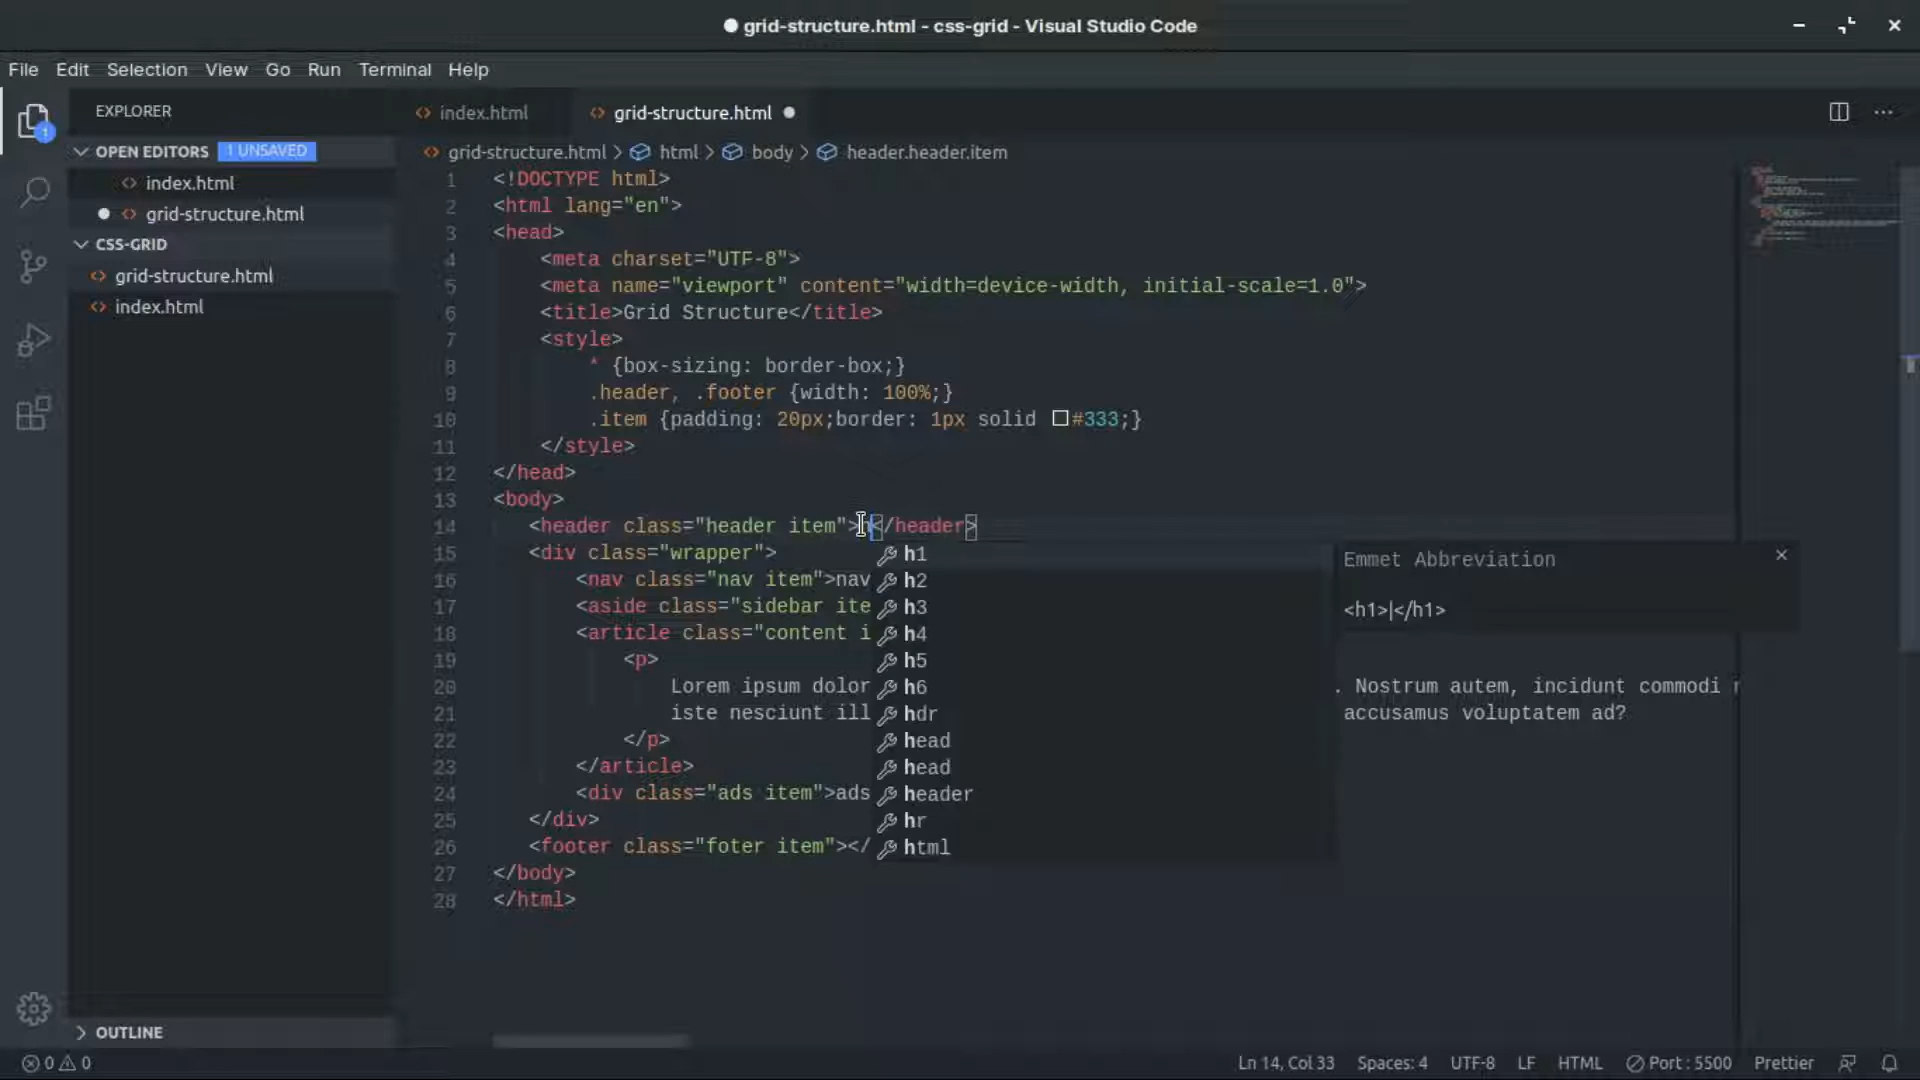 grid-structure.html - css-grid - Visual Studio Code
File Edit Selection View Go Run Terminal Help
EXPLORER
OPEN EDITORS 1 UNSAVED
index.html
grid-structure.html
CSS-GRID
grid-structure.html
index.html
OUTLINE
1
index.html
grid-structure.html
grid-structure.html > html > body > header.header.item
1 <!DOCTYPE html>
2 <html lang="en">
3 <head>
4 <meta charset="UTF-8">
5 <meta name="viewport" content="width=device-width, initial-scale=1.0">
6 <title>Grid Structure</title>
7 <style>
8 * {box-sizing: border-box;}
9 .header, .footer {width: 100%;}
10 .item {padding: 20px;border: 1px solid #333;}
11 </style>
12 </head>
13 <body>
14 <header class="header item">h</header>
15 <div class="wrapper">
16 <nav class="nav item">nav
17 <aside class="sidebar ite
18 <article class="content i
19 <p>
20 Lorem ipsum dolor . Nostrum autem, incidunt commodi
21 iste nesciunt ill accusamus voluptatem ad?
22 </p>
23 </article>
24 <div class="ads item">ads
25 </div>
26 <footer class="foter item"></
27 </body>
28 </html>
h1
h2
h3
h4
h5
h6
hdr
head
head
header
hr
html
Emmet Abbreviation
<h1>|</h1>
0 0
Ln 14, Col 33 Spaces: 4 UTF-8 LF HTML Port : 5500 Prettier